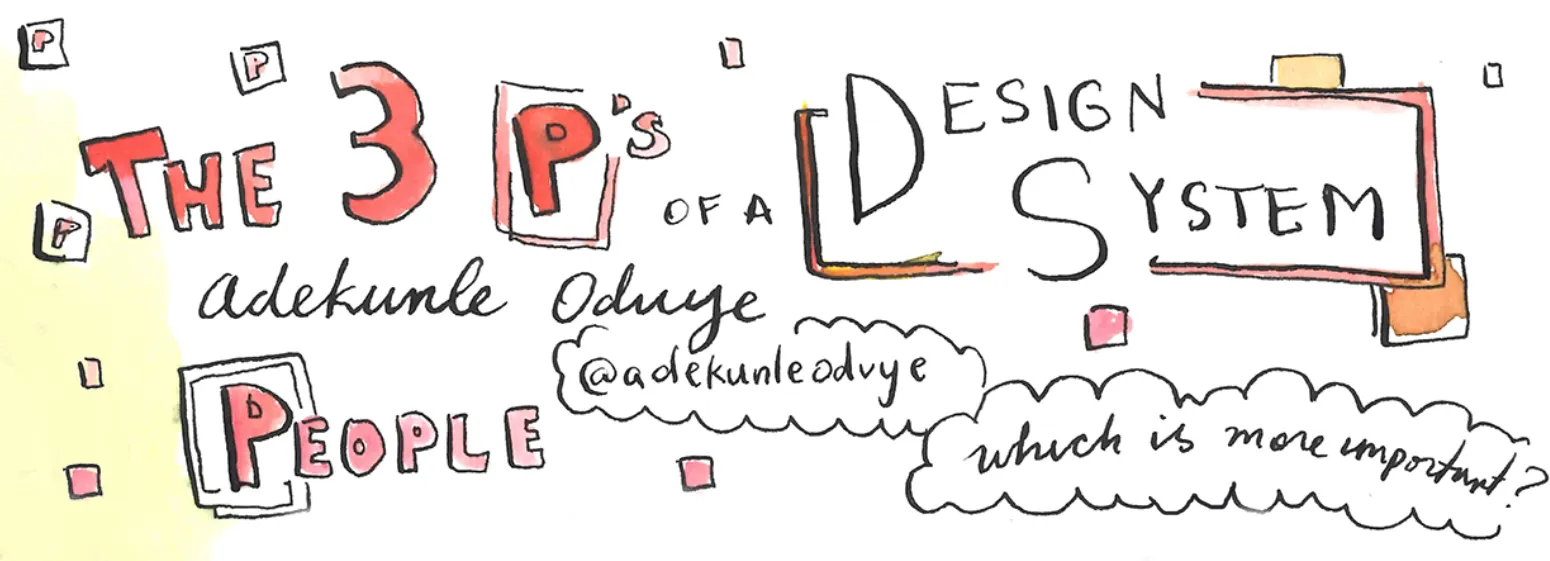 P
P
THE 3 P'S OF A DESIGN SYSTEM
P
adekunle Oduye
@adekunleoduye
PEOPLE
which is more important?